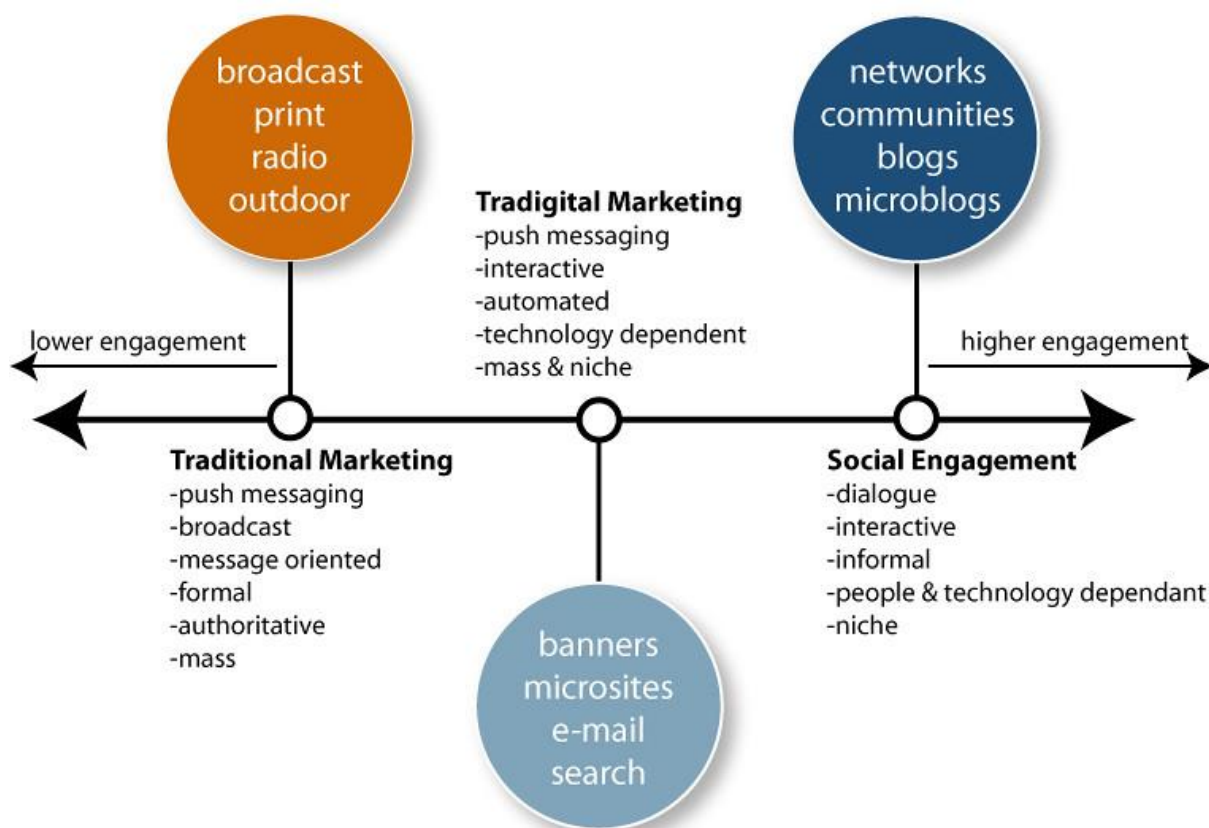 broadcast
print
radio
outdoor
networks
communities
blogs
microblogs
Tradigital Marketing
-push messaging
-interactive
-automated
-technology dependent
-mass & niche
lower engagement
higher engagement
Traditional Marketing
-push messaging
-broadcast
-message oriented
-formal
-authoritative
-mass
Social Engagement
-dialogue
-interactive
-informal
-people & technology dependant
-niche
banners
microsites
e-mail
search